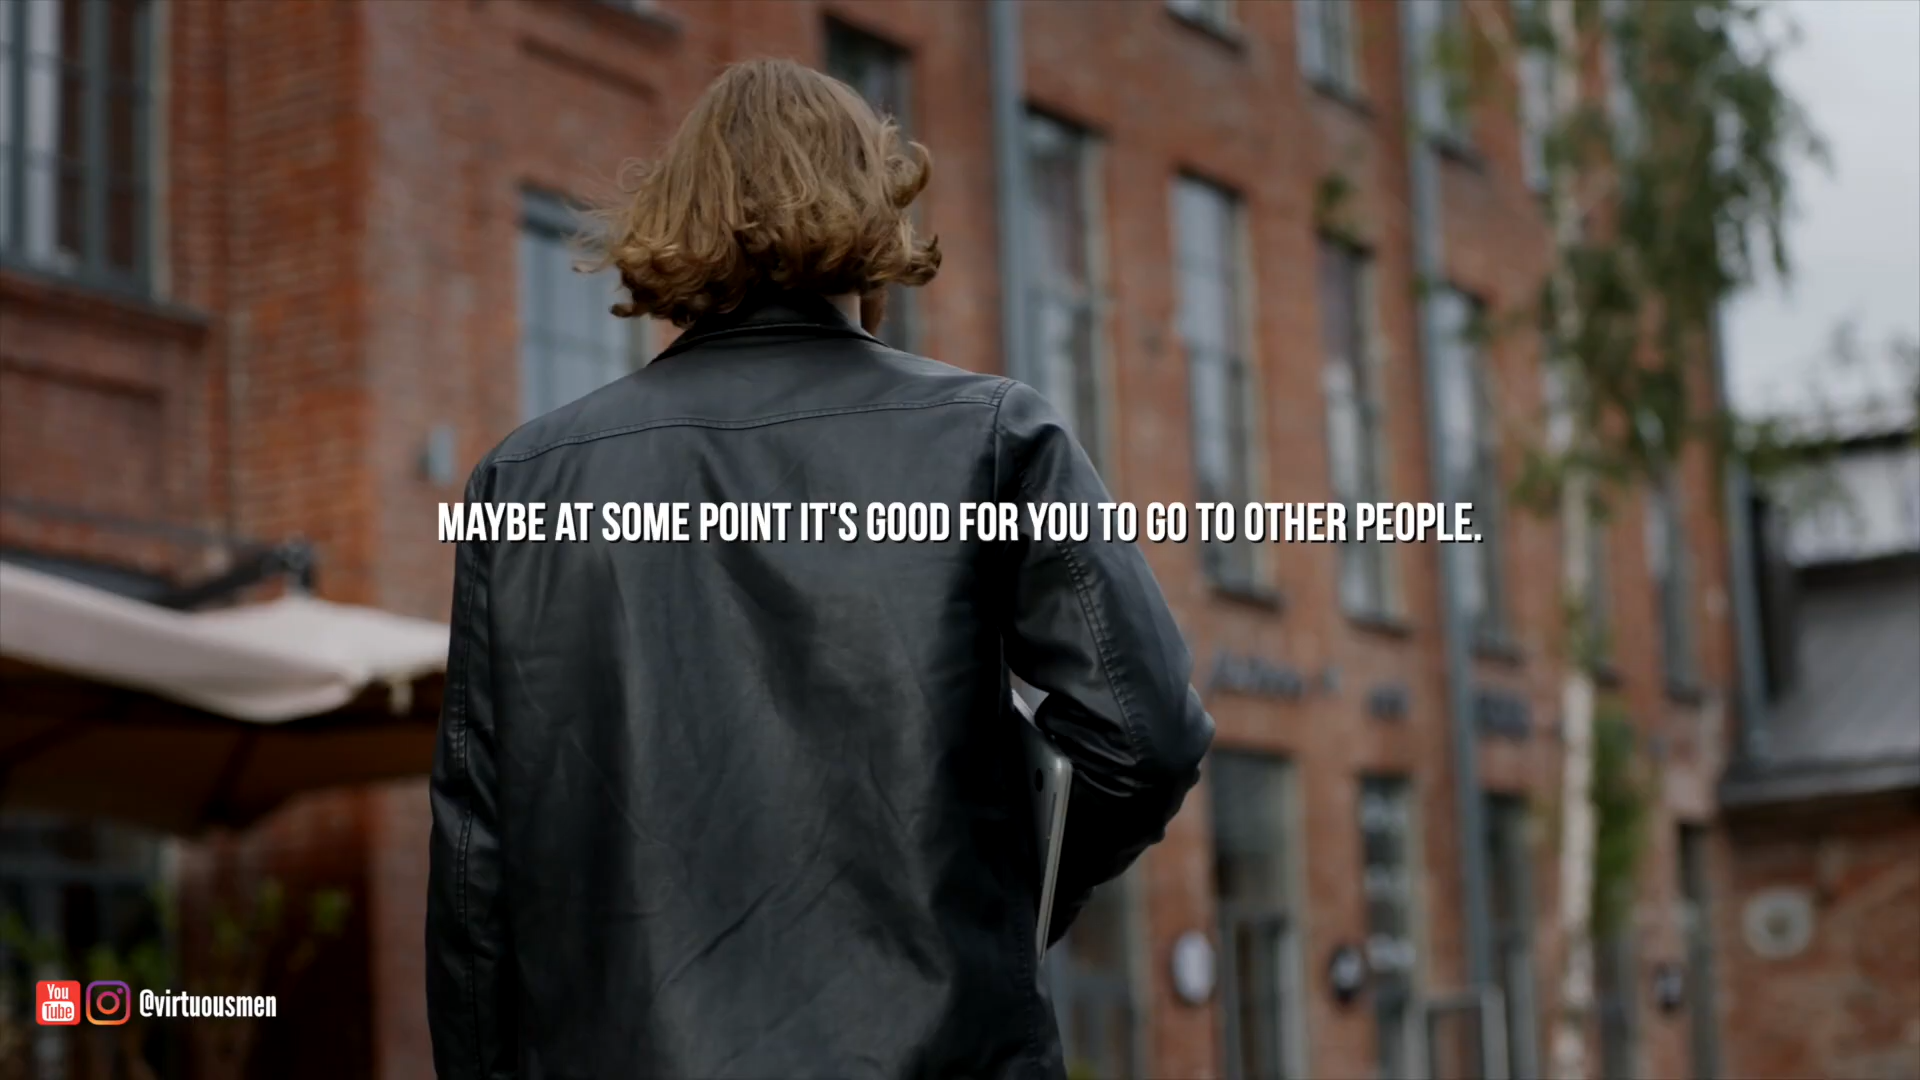 MAYBE AT SOME POINT IT'S GOOD FOR YOU TO GO TO OTHER PEOPLE.
You
Tube
@virtuousmen